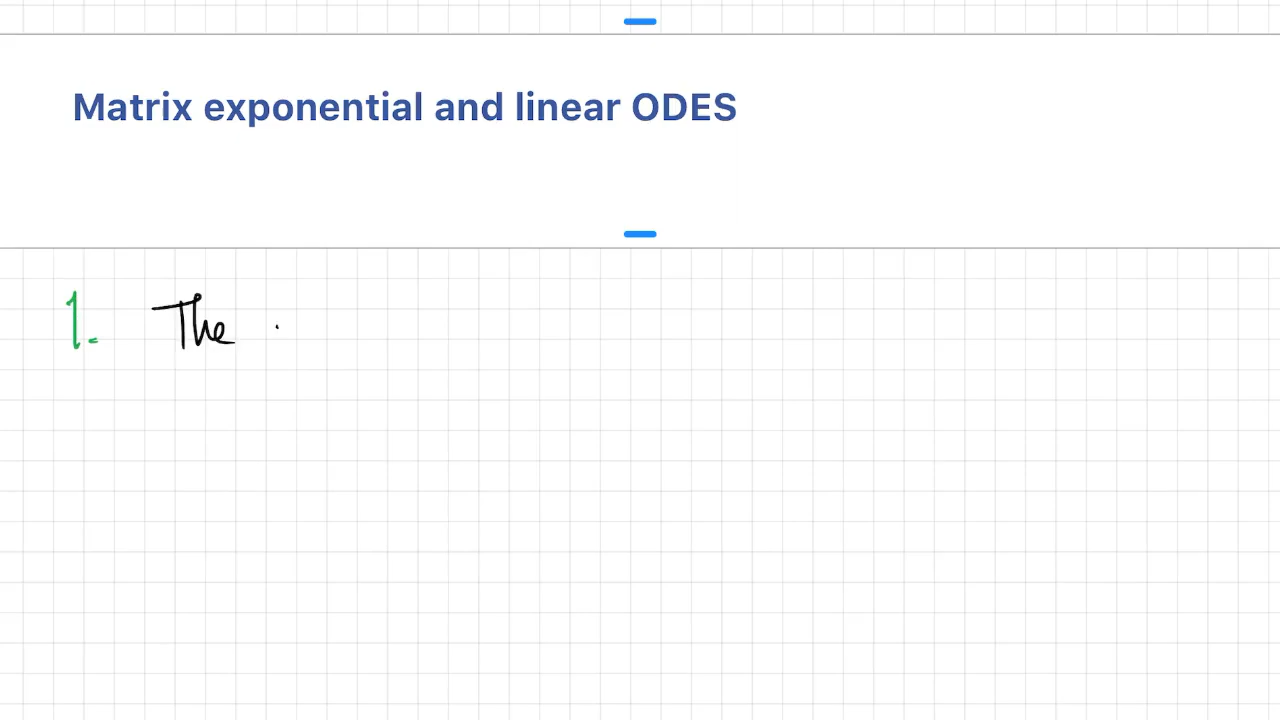 Matrix exponential and linear ODES
1. The